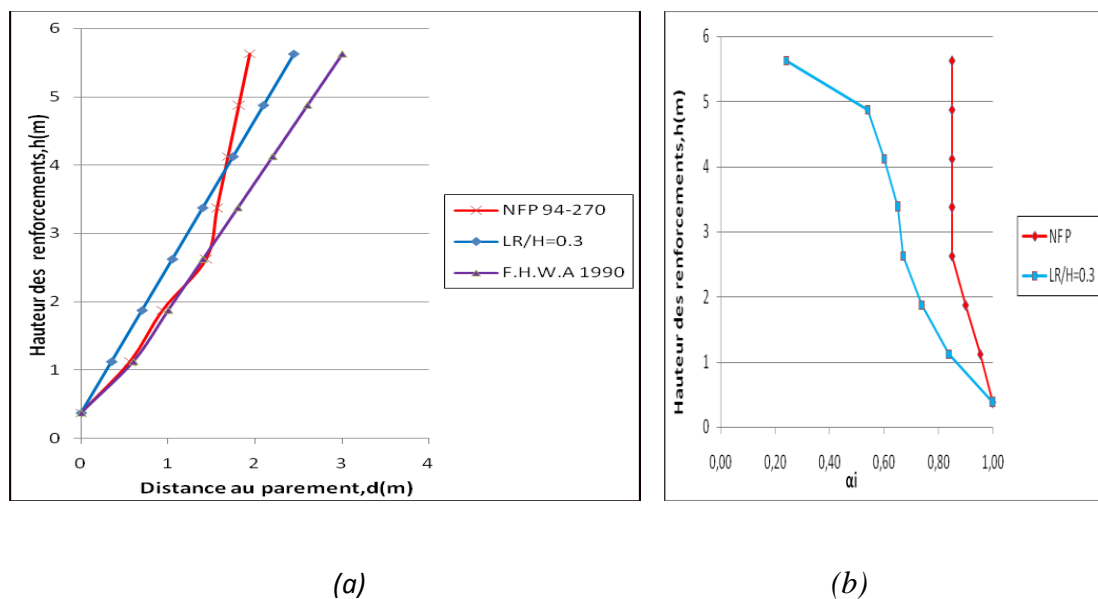 6
5
4
3
2
1
0
Hauteur des renforcements,h(m)
0 1 2 3 4
Distance au parement,d(m)
NFP 94-270
LR/H=0.3
F.H.W.A 1990
(a)
6
5
4
3
2
1
0
Hauteur des renforcements,h(m)
0,00 0,20 0,40 0,60 0,80 1,00
αi
NFP
LR/H=0.3
(b)